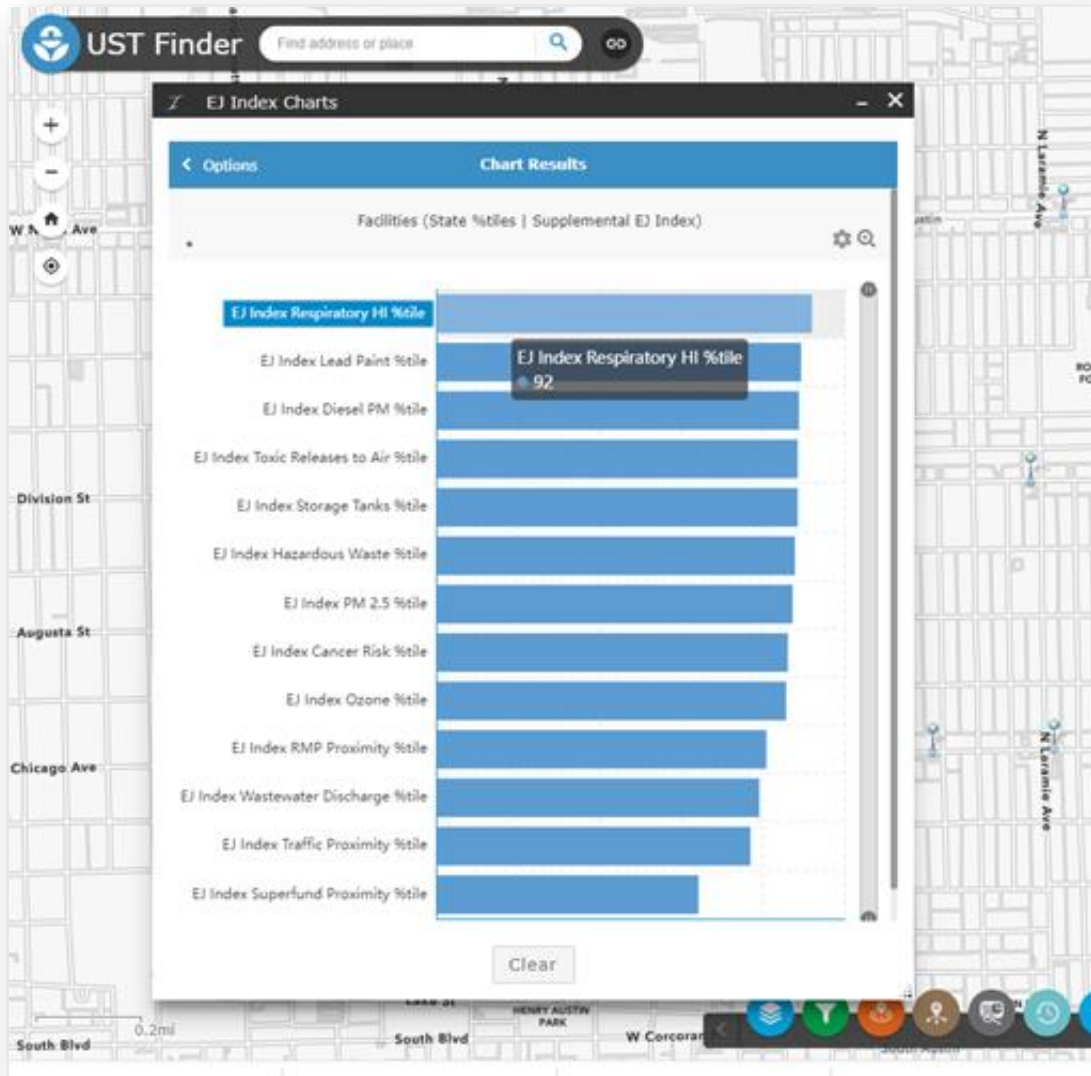 UST Finder
Find address or place
EJ Index Charts
Options
Chart Results
Facilities (State %tiles | Supplemental EJ Index)
EJ Index Respiratory HI %tile
EJ Index Lead Paint %tile
EJ Index Respiratory HI %tile
92
EJ Index Diesel PM %tile
EJ Index Toxic Releases to Air %tile
EJ Index Storage Tanks %tile
EJ Index Hazardous Waste %tile
EJ Index PM 2.5 %tile
EJ Index Cancer Risk %tile
EJ Index Ozone %tile
EJ Index RMP Proximity %tile
EJ Index Wastewater Discharge %tile
EJ Index Traffic Proximity %tile
EJ Index Superfund Proximity %tile
Clear
W N Ave
Division St
Augusta St
Chicago Ave
South Blvd
0.2mi
South Blvd
HENRY AUSTIN
PARK
W Corcoran
N Laramie Ave
N Laramie Ave